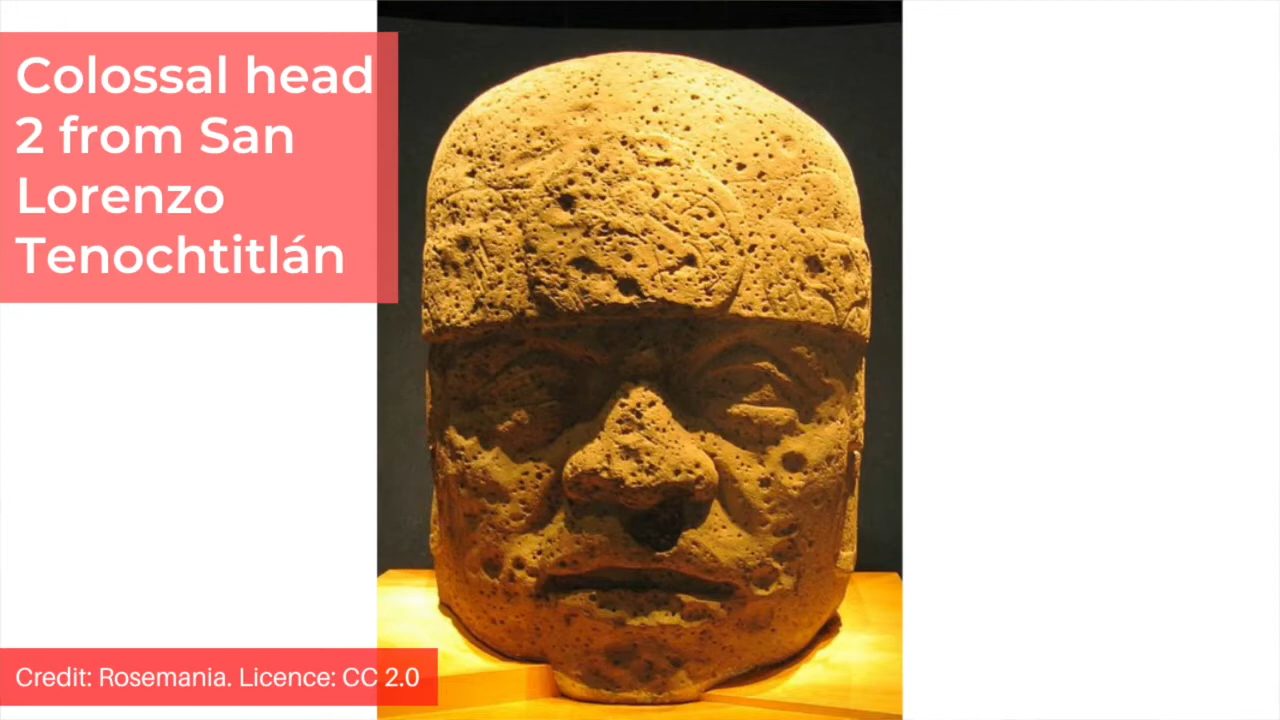 Colossal head
2 from San
Lorenzo
Tenochtitlán
Credit: Rosemania. Licence: CC 2.0